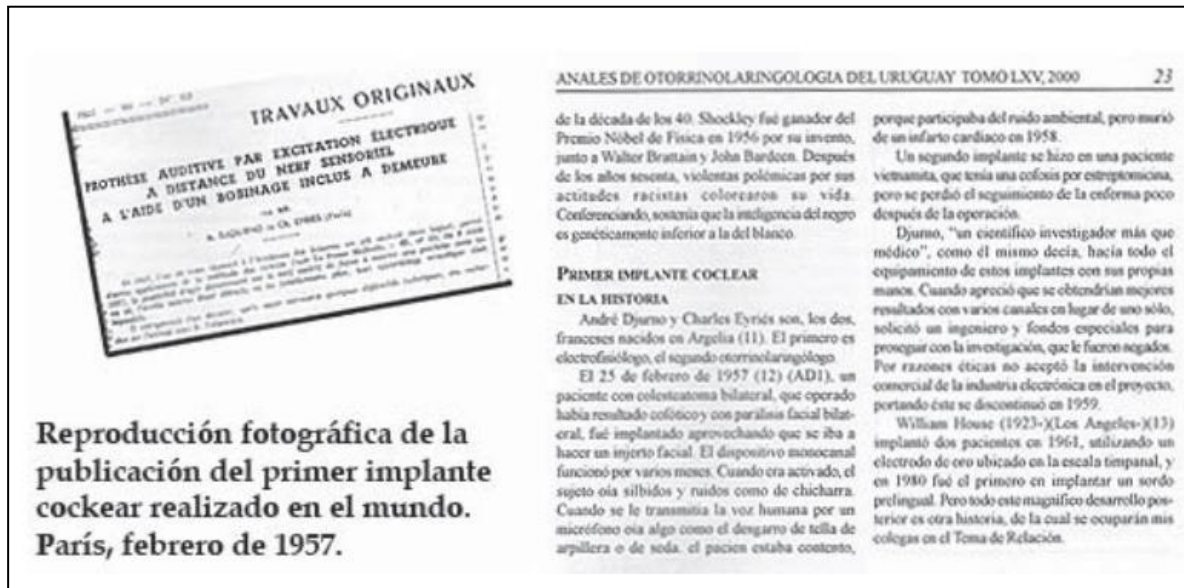 TRAVAUX ORIGINAUX
PROTHÈSE AUDITIVE PAR EXCITATION ÉLECTRIQUE
A DISTANCE DU NERF SENSORIEL
A L'AIDE D'UN BOBINAGE INCLUS A DEMEURE
Reproducción fotográfica de la
publicación del primer implante
cockear realizado en el mundo.
París, febrero de 1957.
ANALES DE OTORRINOLARINGOLOGIA DEL URUGUAY TOMO LXV, 2000 23
de la década de los 40. Shockley fué ganador del
Premio Nóbel de Física en 1956 por su invento,
junto a Walter Brattain y John Bardeen. Después
de los años sesenta, violentas polémicas por sus
actitudes racistas colorearon su vida.
Conferenciando, sostenía que la inteligencia del negro
es genéticamente inferior a la del blanco.
PRIMER IMPLANTE COCLEAR
EN LA HISTORIA
André Djurno y Charles Eyriés son, los dos,
franceses nacidos en Argelia (11). El primero es
electrofisiólogo, el segundo otorrinolaringólogo.
El 25 de febrero de 1957 (12) (AD1), un
paciente con colesteatoma bilateral, que operado
había resultado cofótico y con parálisis facial bilat-
eral, fué implantado aprovechando que se iba a
hacer un injerto facial. El dispositivo monocanal
funcionó por varios meses. Cuando era activado, el
sujeto oía silbidos y ruidos como de chicharra.
Cuando se le transmitía la voz humana por un
micrófono oía algo como el desgarro de tella de
arpillera o de seda. el pacien estaba contento,
porque participaba del ruido ambiental, pero murió
de un infarto cardíaco en 1958.
Un segundo implante se hizo en una paciente
vietnamita, que tenía una cofosis por estreptomicina,
pero se perdió el seguimiento de la enferma poco
después de la operación.
Djurno, "un científico investigador más que
médico", como él mismo decía, hacía todo el
equipamiento de estos implantes con sus propias
manos. Cuando apreció que se obtendrían mejores
resultados con varios canales en lugar de uno sólo,
solicitó un ingeniero y fondos especiales para
proseguir con la investigación, que le fueron negados.
Por razones éticas no aceptó la intervención
comercial de la industria electrónica en el proyecto,
portando éste se discontinuó en 1959.
William House (1923-)(Los Angeles-)(13)
implantó dos pacientes en 1961, utilizando un
electrodo de oro ubicado en la escala timpanal, y
en 1980 fué el primero en implantar un sordo
prelingual. Pero todo este magnífico desarrollo pos-
terior es otra historia, de la cual se ocuparán mis
colegas en el Tema de Relación.